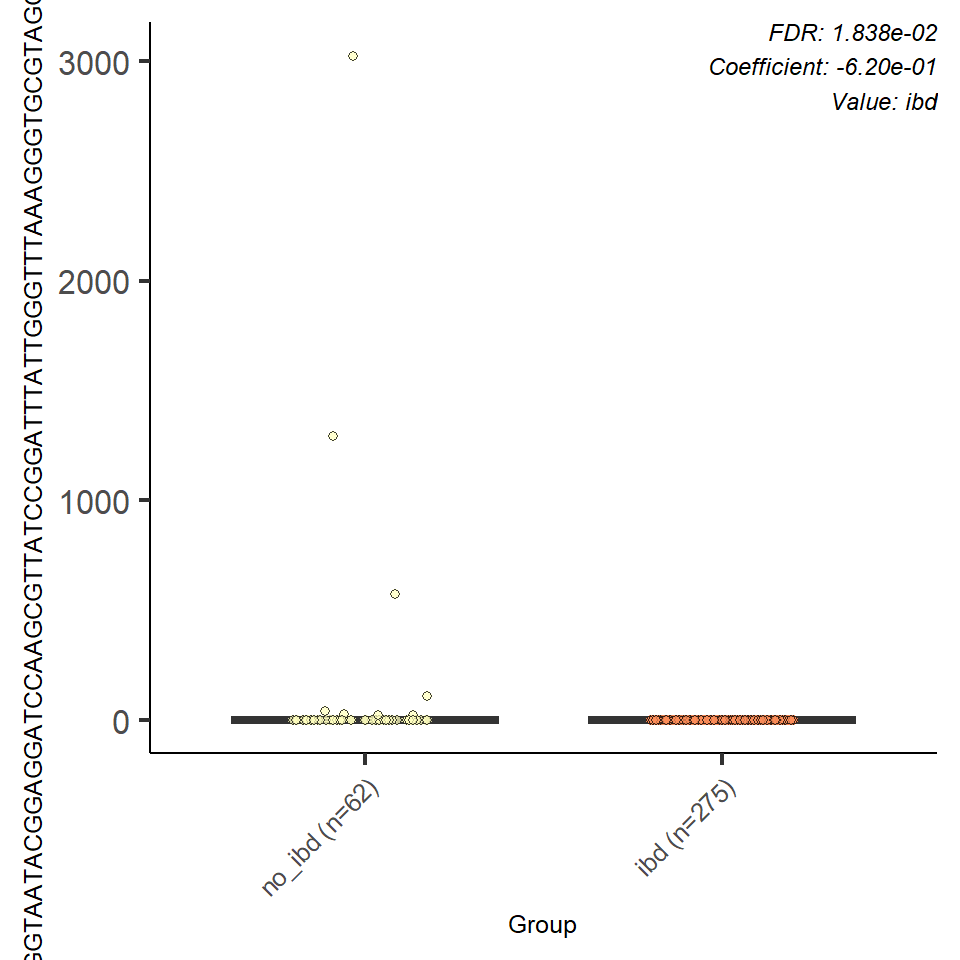 FDR: 1.838e-02
Coefficient: -6.20e-01
Value: ibd
3000
2000
1000
0
GGTAATACGGAGGATCCAAGCGTTATCCGGATTTATTGGGTTTAAAGGGTGCGTAGG
no_ibd (n=62)
ibd (n=275)
Group